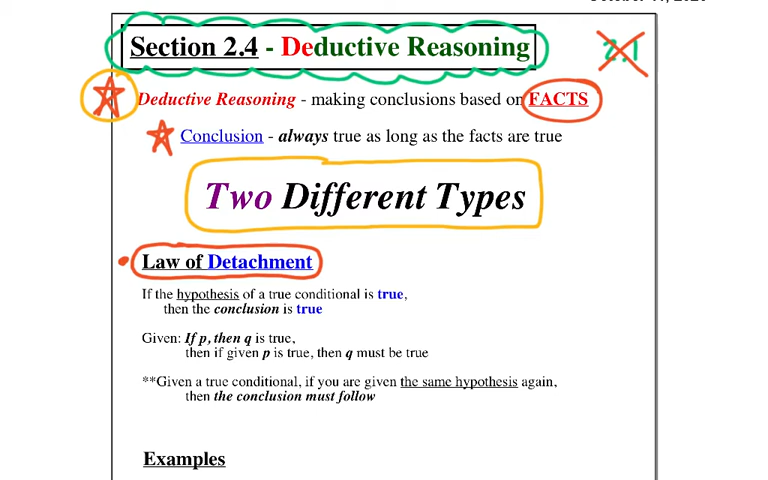 Section 2.4 - Deductive Reasoning
2.1
Deductive Reasoning - making conclusions based on FACTS
Conclusion - always true as long as the facts are true
Two Different Types
Law of Detachment
If the hypothesis of a true conditional is true,
then the conclusion is true
Given: If p, then q is true,
then if given p is true, then q must be true
**Given a true conditional, if you are given the same hypothesis again,
then the conclusion must follow
Examples